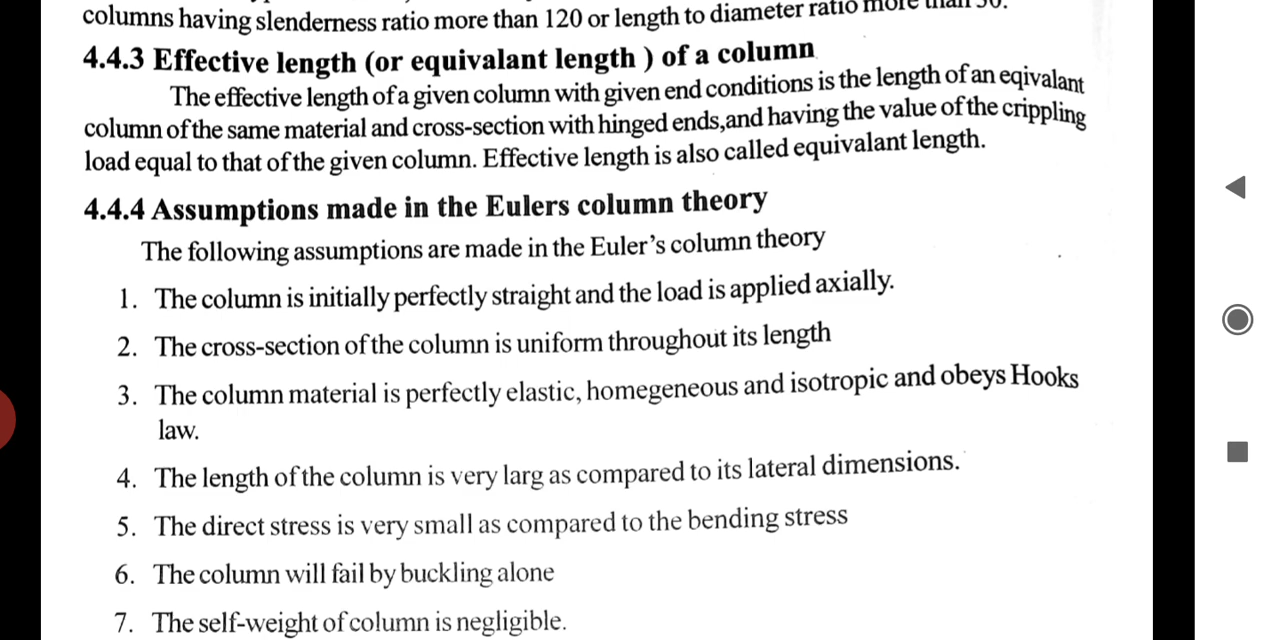 columns having slenderness ratio more than 120 or length to diameter ratio more than 30.
4.4.3 Effective length (or equivalant length ) of a column
The effective length of a given column with given end conditions is the length of an eqivalant
column of the same material and cross-section with hinged ends,and having the value of the crippling
load equal to that of the given column. Effective length is also called equivalant length.
4.4.4 Assumptions made in the Eulers column theory
The following assumptions are made in the Euler’s column theory
1. The column is initially perfectly straight and the load is applied axially.
2. The cross-section of the column is uniform throughout its length
3. The column material is perfectly elastic, homegeneous and isotropic and obeys Hooks
law.
4. The length of the column is very larg as compared to its lateral dimensions.
5. The direct stress is very small as compared to the bending stress
6. The column will fail by buckling alone
7. The self-weight of column is negligible.